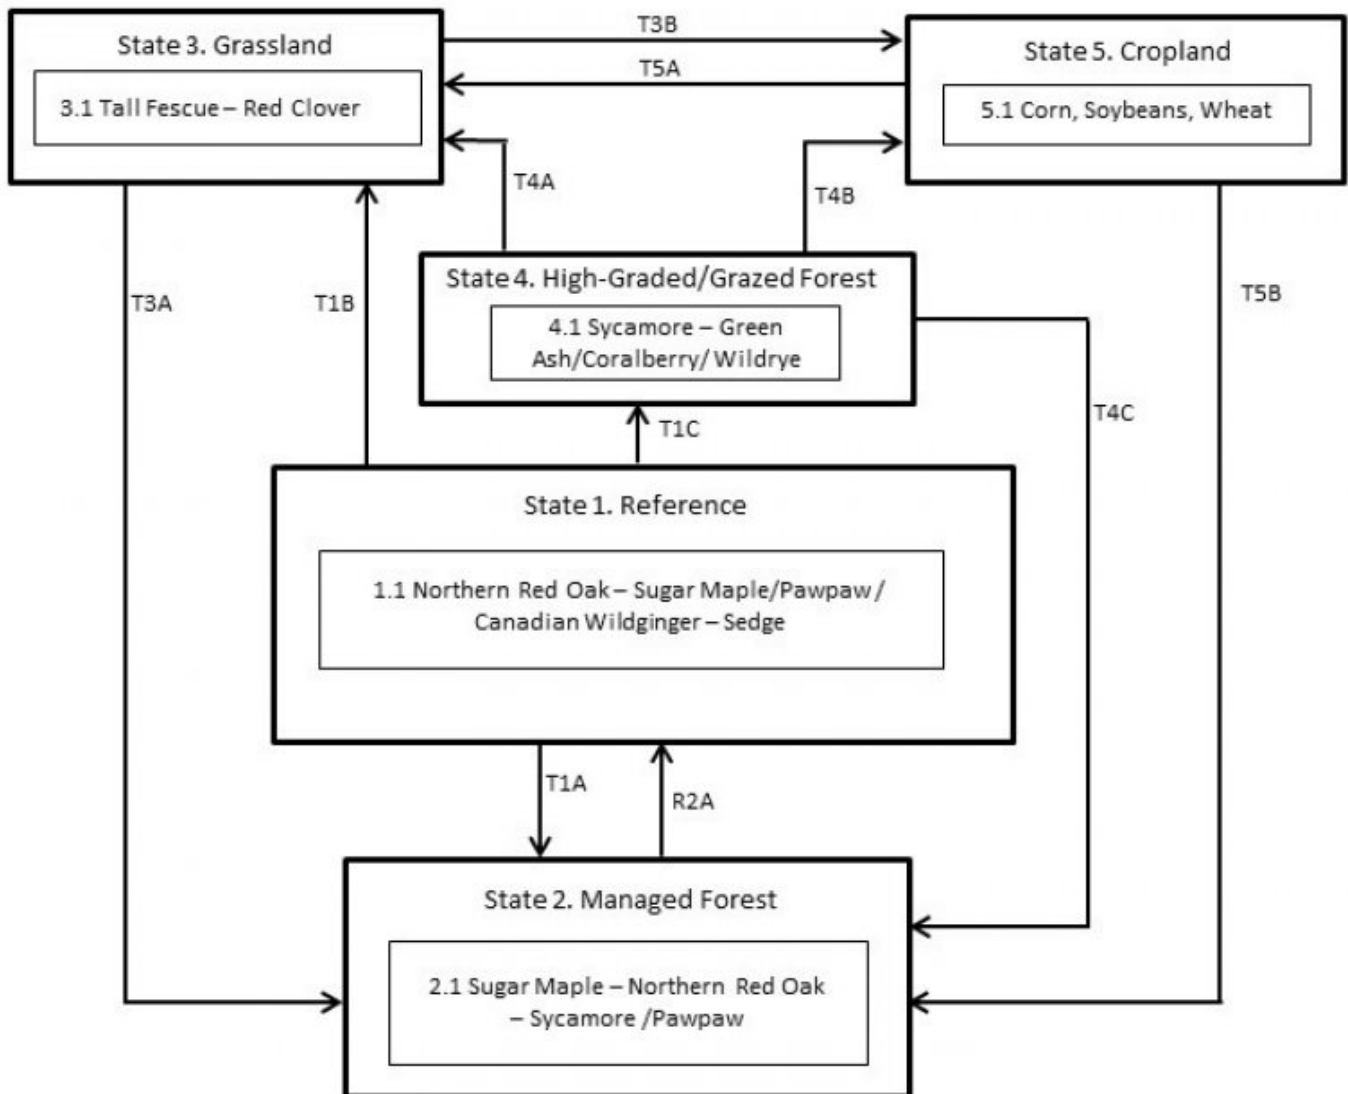 T3B
State 3. Grassland
State 5. Cropland
T5A
3.1 Tall Fescue – Red Clover
5.1 Corn, Soybeans, Wheat
T4A
T4B
State 4. High-Graded/Grazed Forest
T3A
T1B
T5B
4.1 Sycamore – Green
Ash/Coralberry/ Wildrye
T4C
T1C
State 1. Reference
1.1 Northern Red Oak – Sugar Maple/Pawpaw /
Canadian Wildginger – Sedge
T1A
R2A
State 2. Managed Forest
2.1 Sugar Maple – Northern Red Oak
– Sycamore /Pawpaw